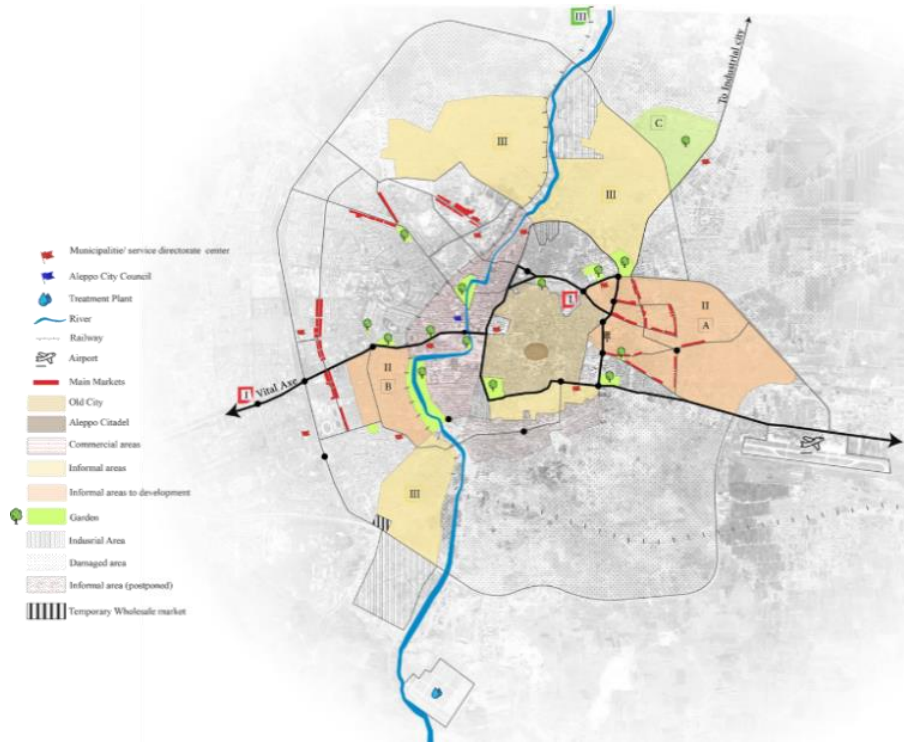 III
To Industrial city
C
III
III
Municipalitie/ service directorate center
Aleppo City Council
Treatment Plant
River
Railway
Airport
Main Markets
Old City
Aleppo Citadel
Commercial areas
Informal areas
Informal areas to development
Garden
Indusrial Area
Damaged area
Informal area (postponed)
Temporary Wholesale market
I
II
A
II
B
I
Vital Axe
III